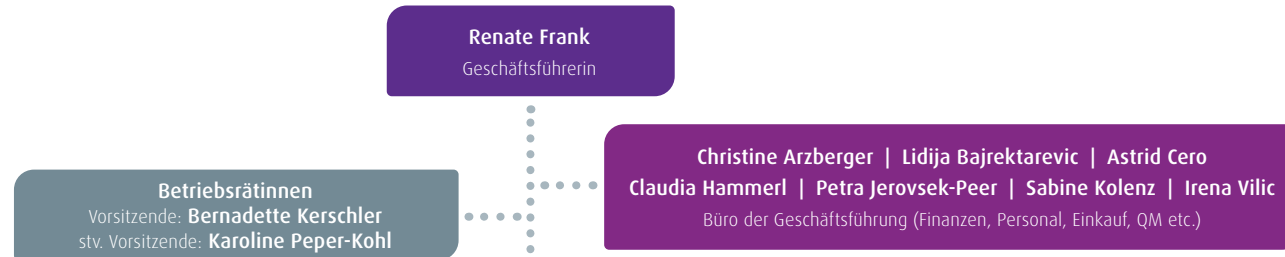 Renate Frank
Geschäftsführerin
Christine Arzberger | Lidija Bajrektarevic | Astrid Cero
Claudia Hammerl | Petra Jerovsek-Peer | Sabine Kolenz | Irena Vilic
Büro der Geschäftsführung (Finanzen, Personal, Einkauf, QM etc.)
Betriebsrätinnen
Vorsitzende: Bernadette Kerschler
stv. Vorsitzende: Karoline Peper-Kohl